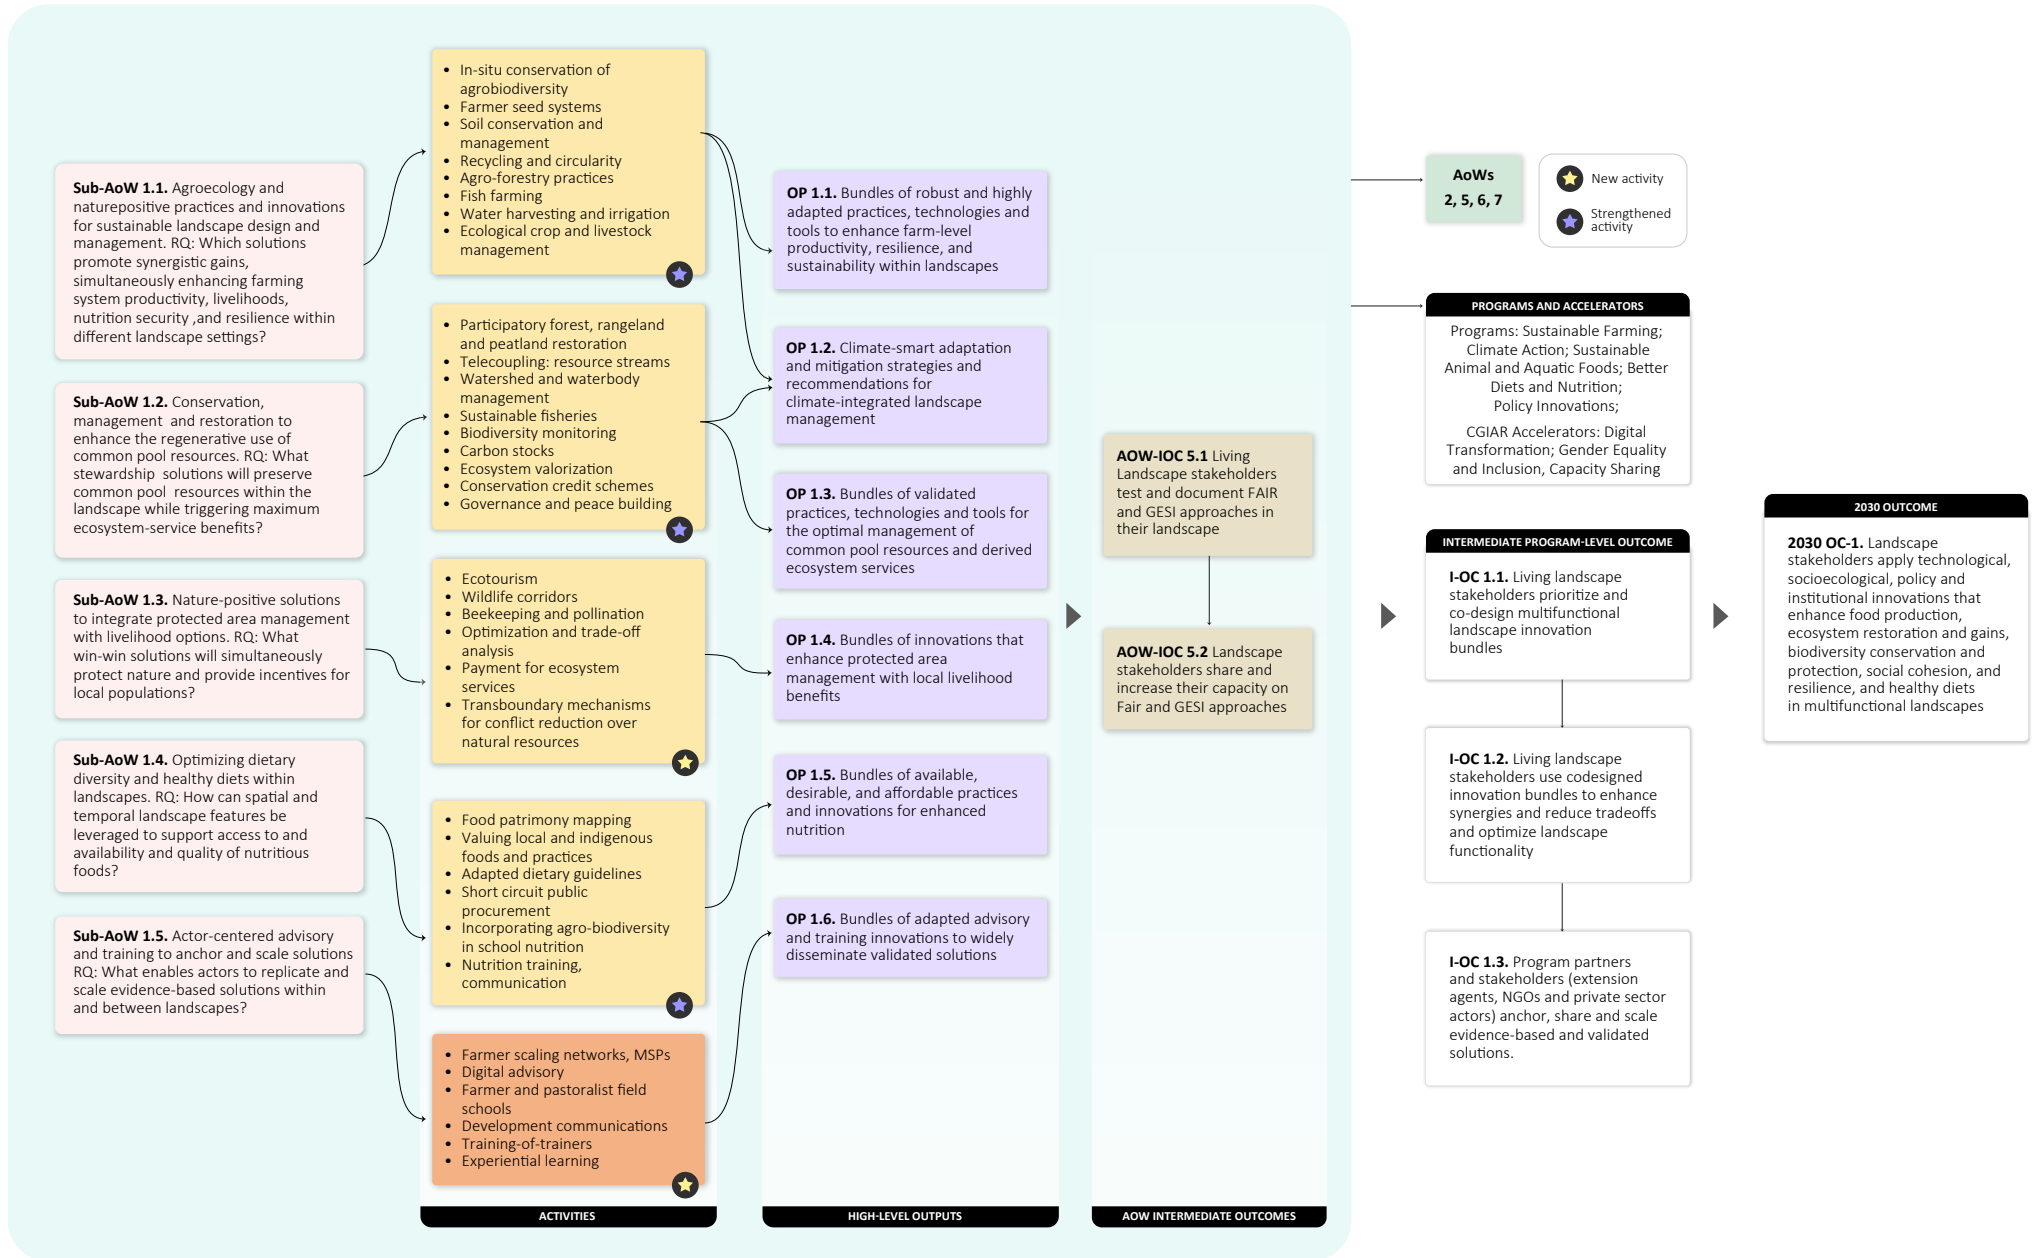 Sub-AoW 1.1. Agroecology and
naturepositive practices and innovations
for sustainable landscape design and
management. RQ: Which solutions
promote synergistic gains,
simultaneously enhancing farming
system productivity, livelihoods,
nutrition security ,and resilience within
different landscape settings?
Sub-AoW 1.2. Conservation,
management and restoration to
enhance the regenerative use of
common pool resources. RQ: What
stewardship solutions will preserve
common pool resources within the
landscape while triggering maximum
ecosystem-service benefits?
Sub-AoW 1.3. Nature-positive solutions
to integrate protected area management
with livelihood options. RQ: What
win-win solutions will simultaneously
protect nature and provide incentives for
local populations?
Sub-AoW 1.4. Optimizing dietary
diversity and healthy diets within
landscapes. RQ: How can spatial and
temporal landscape features be
leveraged to support access to and
availability and quality of nutritious
foods?
Sub-AoW 1.5. Actor-centered advisory
and training to anchor and scale solutions
RQ: What enables actors to replicate and
scale evidence-based solutions within
and between landscapes?
• In-situ conservation of
agrobiodiversity
• Farmer seed systems
• Soil conservation and
management
• Recycling and circularity
• Agro-forestry practices
• Fish farming
• Water harvesting and irrigation
• Ecological crop and livestock
management
• Participatory forest, rangeland
and peatland restoration
• Telecoupling: resource streams
• Watershed and waterbody
management
• Sustainable fisheries
• Biodiversity monitoring
• Carbon stocks
• Ecosystem valorization
• Conservation credit schemes
• Governance and peace building
• Ecotourism
• Wildlife corridors
• Beekeeping and pollination
• Optimization and trade-off
analysis
• Payment for ecosystem
services
• Transboundary mechanisms
for conflict reduction over
natural resources
• Food patrimony mapping
• Valuing local and indigenous
foods and practices
• Adapted dietary guidelines
• Short circuit public
procurement
• Incorporating agro-biodiversity
in school nutrition
• Nutrition training,
communication
• Farmer scaling networks, MSPs
• Digital advisory
• Farmer and pastoralist field
schools
• Development communications
• Training-of-trainers
• Experiential learning
ACTIVITIES
OP 1.1. Bundles of robust and highly
adapted practices, technologies and
tools to enhance farm-level
productivity, resilience, and
sustainability within landscapes
OP 1.2. Climate-smart adaptation
and mitigation strategies and
recommendations for
climate-integrated landscape
management
OP 1.3. Bundles of validated
practices, technologies and tools for
the optimal management of
common pool resources and derived
ecosystem services
OP 1.4. Bundles of innovations that
enhance protected area
management with local livelihood
benefits
OP 1.5. Bundles of available,
desirable, and affordable practices
and innovations for enhanced
nutrition
OP 1.6. Bundles of adapted advisory
and training innovations to widely
disseminate validated solutions
HIGH-LEVEL OUTPUTS
AOW-IOC 5.1 Living
Landscape stakeholders
test and document FAIR
and GESI approaches in
their landscape
AOW-IOC 5.2 Landscape
stakeholders share and
increase their capacity on
Fair and GESI approaches
AOW INTERMEDIATE OUTCOMES
AoWs
2, 5, 6, 7
New activity
Strengthened
activity
PROGRAMS AND ACCELERATORS
Programs: Sustainable Farming;
Climate Action; Sustainable
Animal and Aquatic Foods; Better
Diets and Nutrition;
Policy Innovations;
CGIAR Accelerators: Digital
Transformation; Gender Equality
and Inclusion, Capacity Sharing
INTERMEDIATE PROGRAM-LEVEL OUTCOME
I-OC 1.1. Living landscape
stakeholders prioritize and
co-design multifunctional
landscape innovation
bundles
I-OC 1.2. Living landscape
stakeholders use codesigned
innovation bundles to enhance
synergies and reduce tradeoffs
and optimize landscape
functionality
I-OC 1.3. Program partners
and stakeholders (extension
agents, NGOs and private sector
actors) anchor, share and scale
evidence-based and validated
solutions.
2030 OUTCOME
2030 OC-1. Landscape
stakeholders apply technological,
socioecological, policy and
institutional innovations that
enhance food production,
ecosystem restoration and gains,
biodiversity conservation and
protection, social cohesion, and
resilience, and healthy diets
in multifunctional landscapes